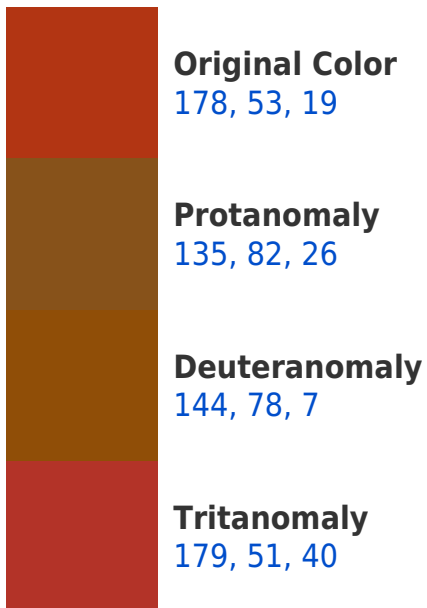 Original Color
178, 53, 19
Protanomaly
135, 82, 26
Deuteranomaly
144, 78, 7
Tritanomaly
179, 51, 40